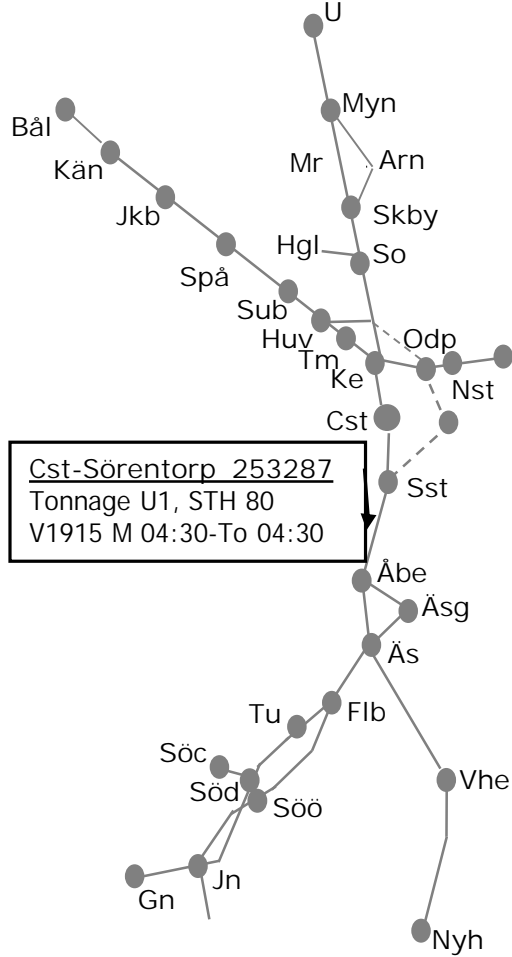 U
Myn
Bål
Mr
Arn
Kän
Jkb
Skby
Hgl
So
Spå
Sub
Huv
Odp
Tm
Ke
Nst
Cst
Cst-Sörentorp 253287
Tonnage U1, STH 80
V1915 M 04:30-To 04:30
Sst
Åbe
Äsg
Äs
Tu
Flb
Söc
Söd
Söö
Vhe
Jn
Gn
Nyh